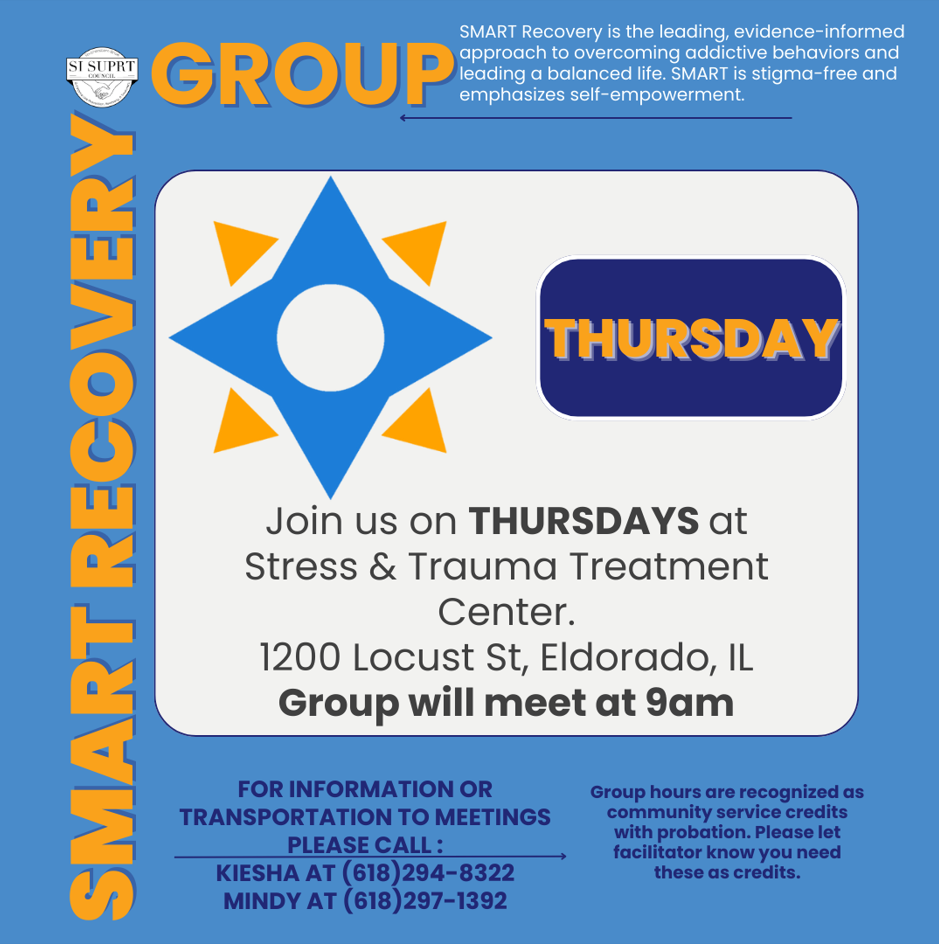 SI SUPRT
COUNCIL
GROUP
SMART Recovery is the leading, evidence-informed
approach to overcoming addictive behaviors and
leading a balanced life. SMART is stigma-free and
emphasizes self-empowerment.
SMART RECOVERY
THURSDAY
Join us on THURSDAYS at
Stress & Trauma Treatment
Center.
1200 Locust St, Eldorado, IL
Group will meet at 9am
FOR INFORMATION OR
TRANSPORTATION TO MEETINGS
PLEASE CALL :
KIESHA AT (618)294-8322
MINDY AT (618)297-1392
Group hours are recognized as
community service credits
with probation. Please let
facilitator know you need
these as credits.